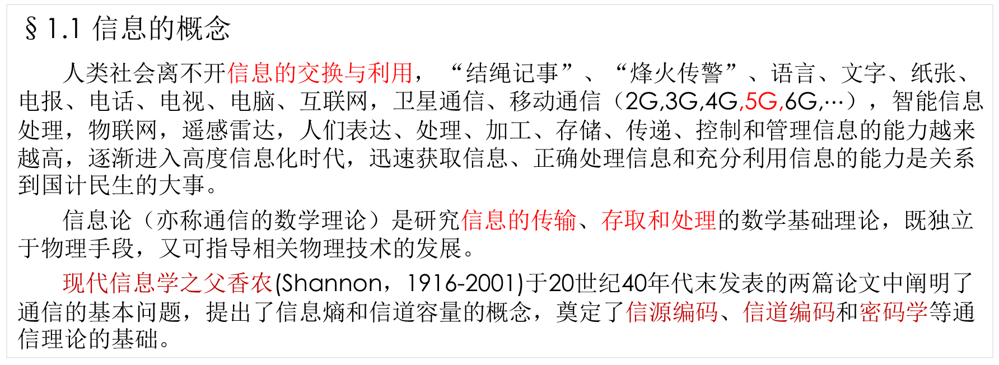 §1.1 信息的概念
人类社会离不开信息的交换与利用，“结绳记事”、“烽火传警”、语言、文字、纸张、
电报、电话、电视、电脑、互联网，卫星通信、移动通信（2G,3G,4G,5G,6G,…），智能信息
处理，物联网，遥感雷达，人们表达、处理、加工、存储、传递、控制和管理信息的能力越来
越高，逐渐进入高度信息化时代，迅速获取信息、正确处理信息和充分利用信息的能力是关系
到国计民生的大事。
信息论（亦称通信的数学理论）是研究信息的传输、存取和处理的数学基础理论，既独立
于物理手段，又可指导相关物理技术的发展。
现代信息学之父香农(Shannon，1916-2001)于20世纪40年代末发表的两篇论文中阐明了
通信的基本问题，提出了信息熵和信道容量的概念，奠定了信源编码、信道编码和密码学等通
信理论的基础。